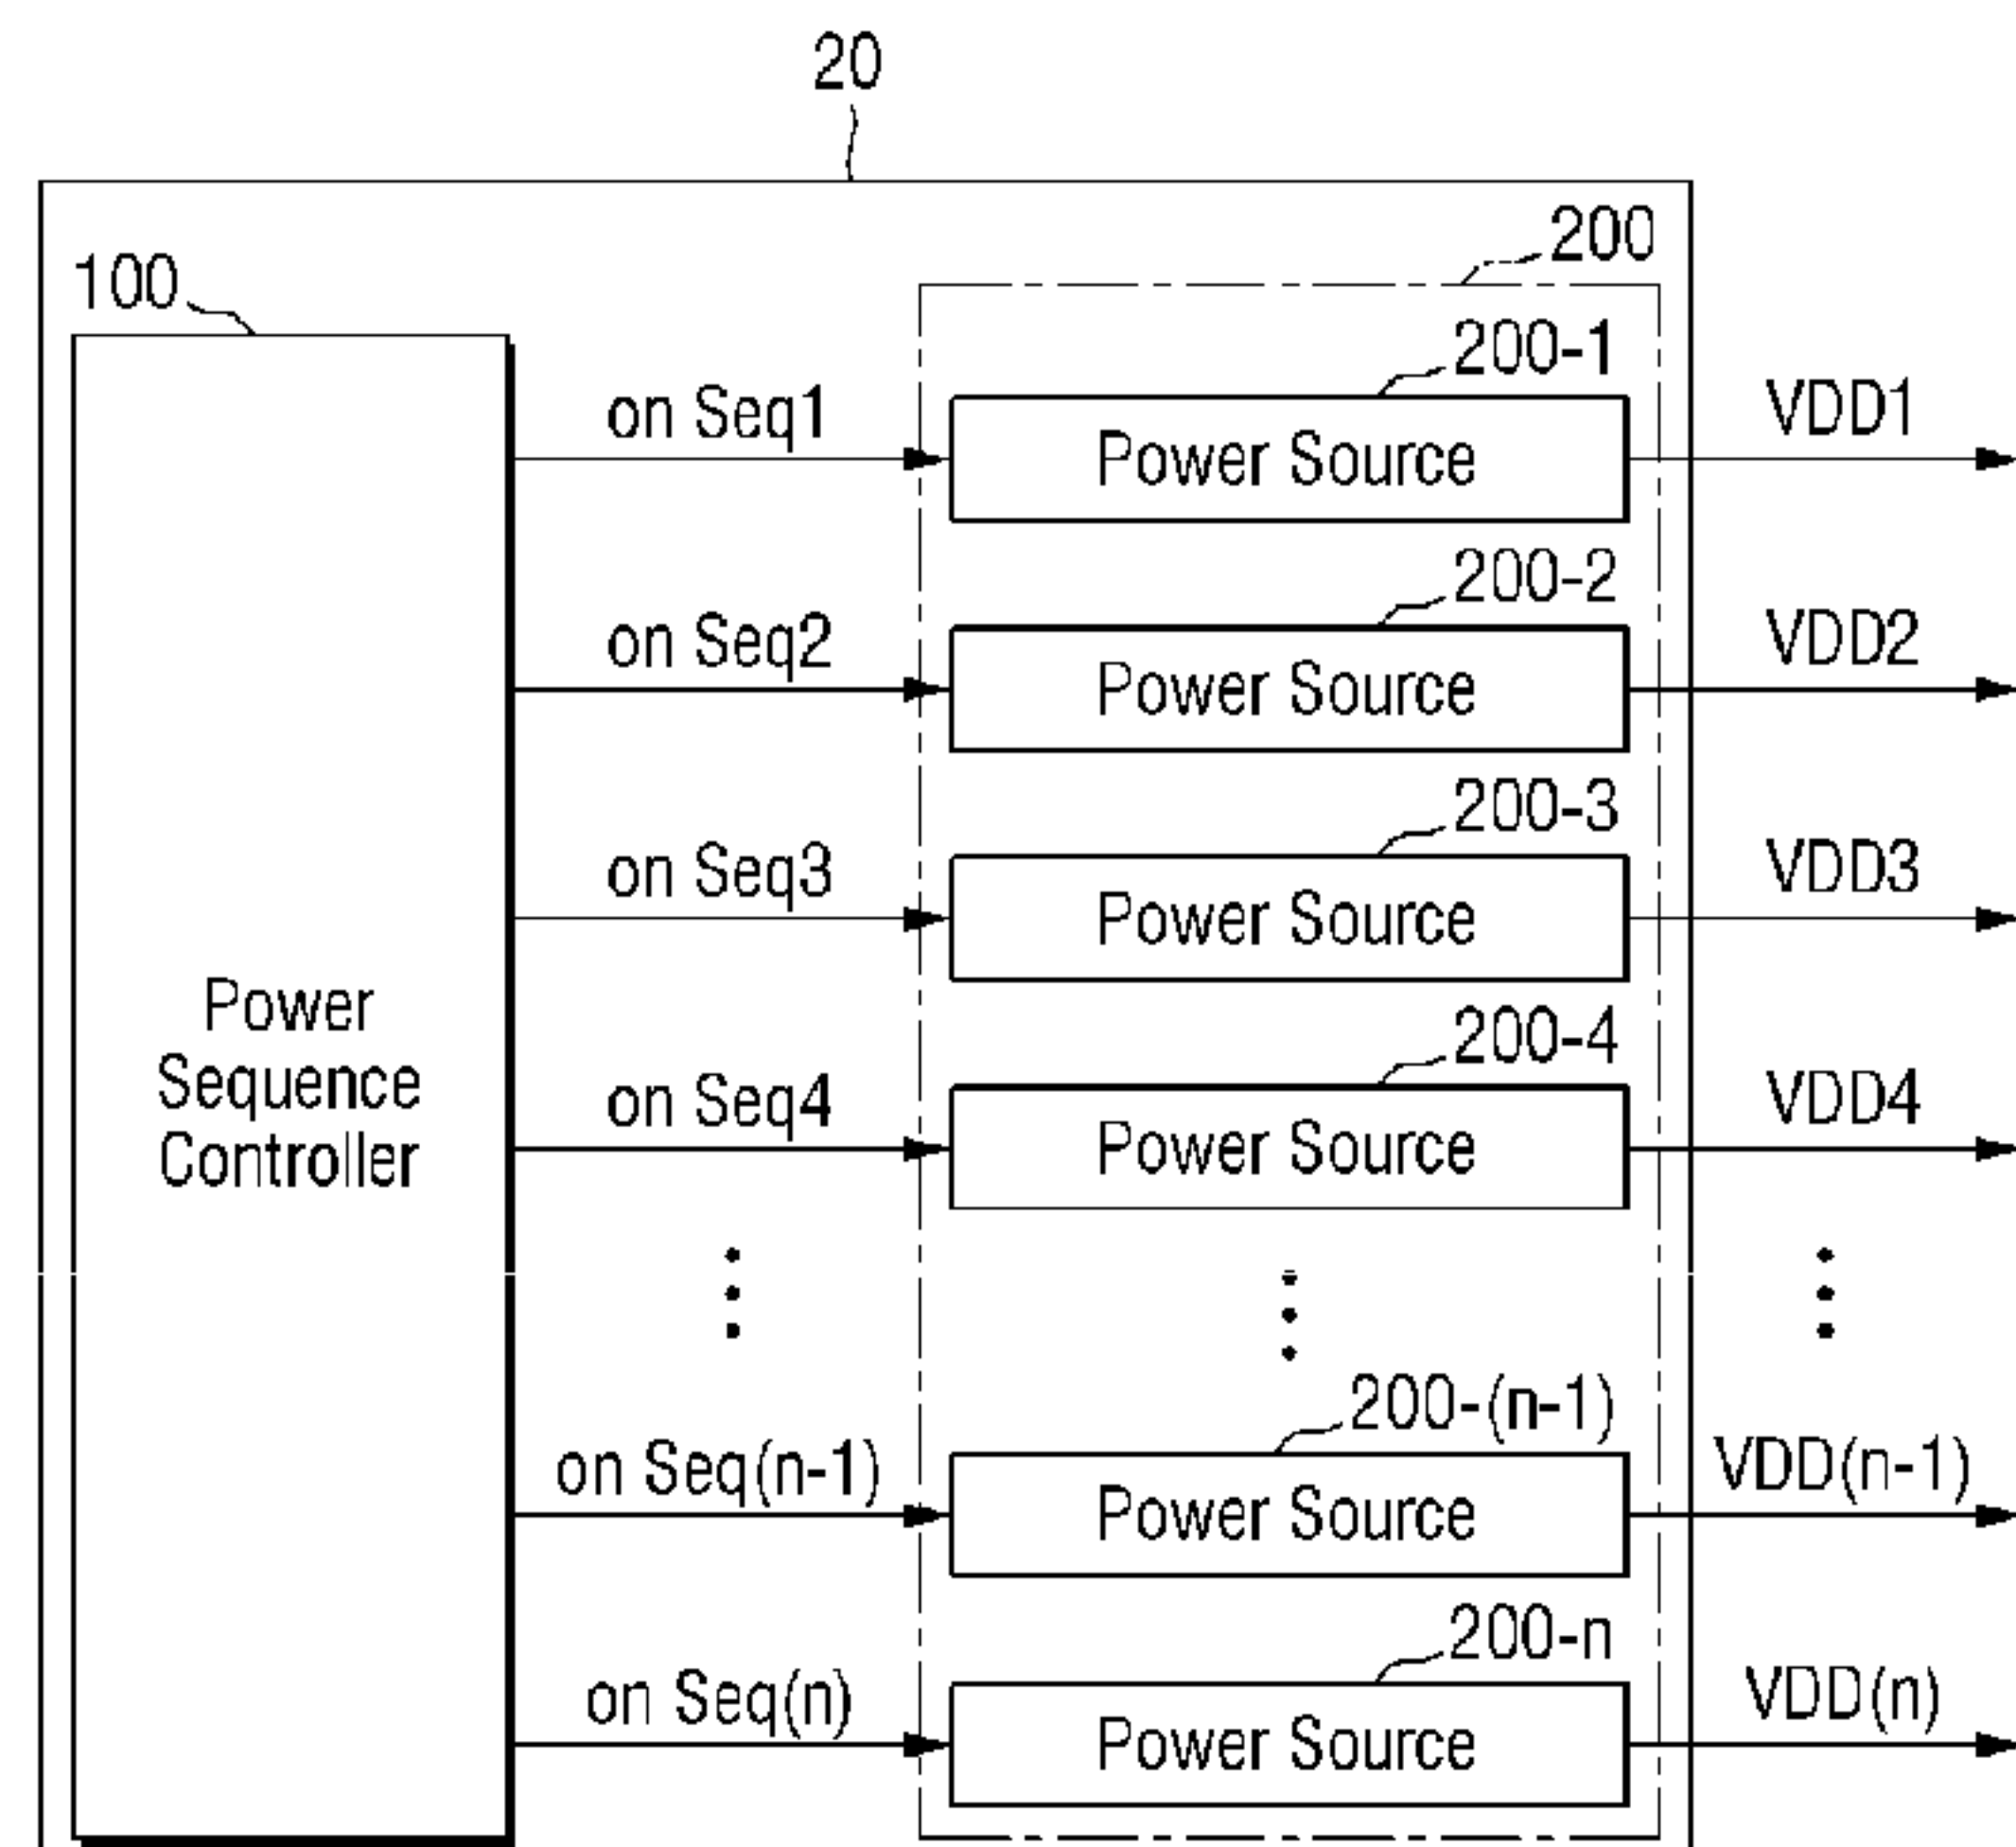 20
200
100
200-1
on Seq1
Power Source
VDD1
200-2
on Seq2
Power Source
VDD2
200-3
on Seq3
Power Source
VDD3
Power
Sequence
Controller
200-4
on Seq4
Power Source
VDD4
200-(n-1)
on Seq(n-1)
Power Source
VDD(n-1)
200-n
on Seq(n)
Power Source
VDD(n)